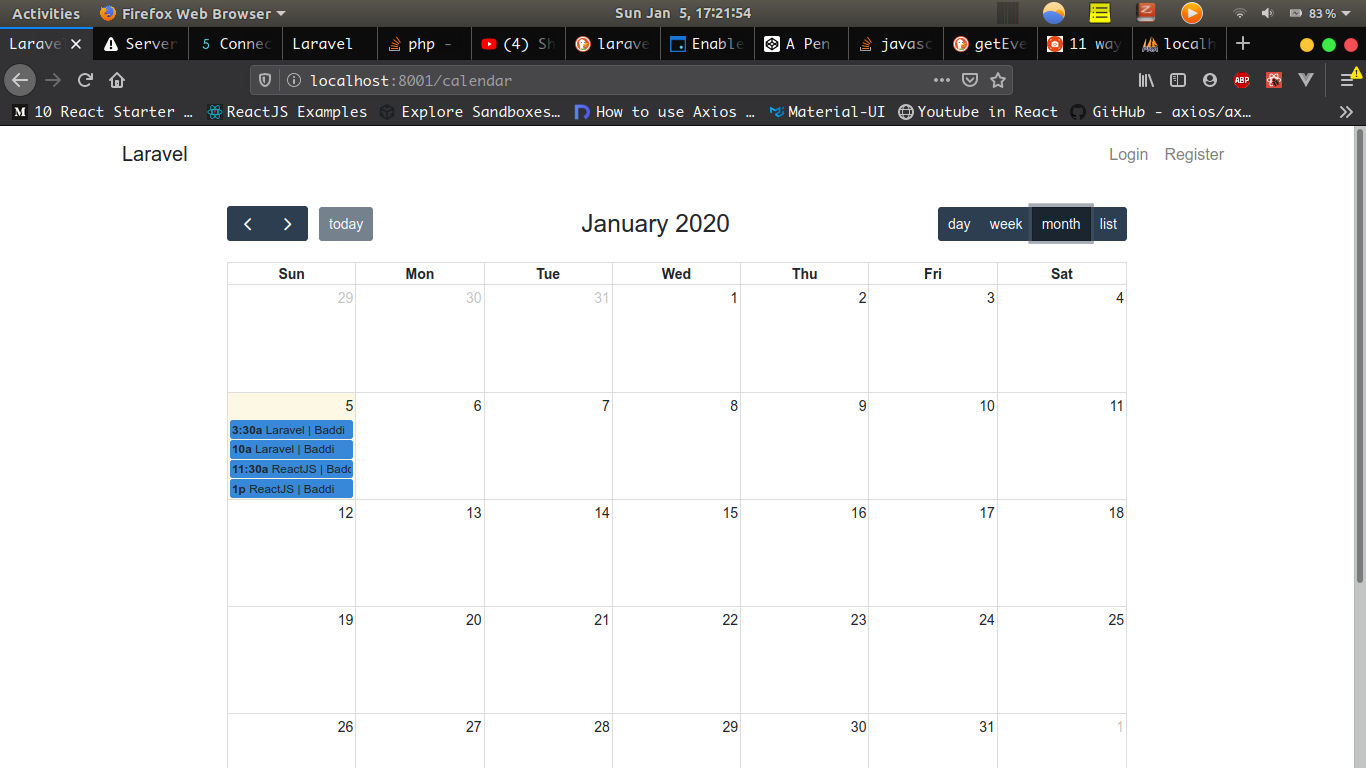 Activities Firefox Web Browser Sun Jan 5, 17:21:54 83 %
Larave Server 5 Connec Laravel php - (4) Sh larave Enable A Pen javasc getEve 11 way localh
localhost:8001/calendar ABP
M 10 React Starter … ReactJS Examples Explore Sandboxes… How to use Axios … Material-UI Youtube in React GitHub - axios/ax…
Laravel Login Register
today January 2020 day week month list
Sun Mon Tue Wed Thu Fri Sat
29 30 31 1 2 3 4
5 6 7 8 9 10 11
3:30a Laravel | Baddi
10a Laravel | Baddi
11:30a ReactJS | Badd
1p ReactJS | Baddi
12 13 14 15 16 17 18
19 20 21 22 23 24 25
26 27 28 29 30 31 1